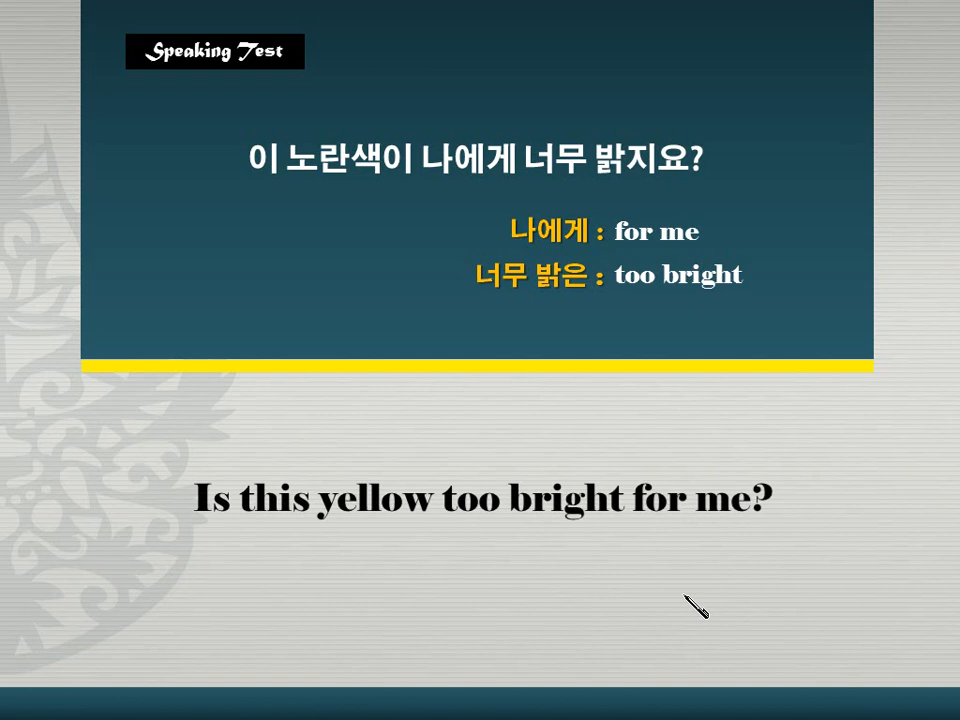 Speaking Test
이 노란색이 나에게 너무 밝지요?
나에게 : for me
너무 밝은 : too bright
Is this yellow too bright for me?